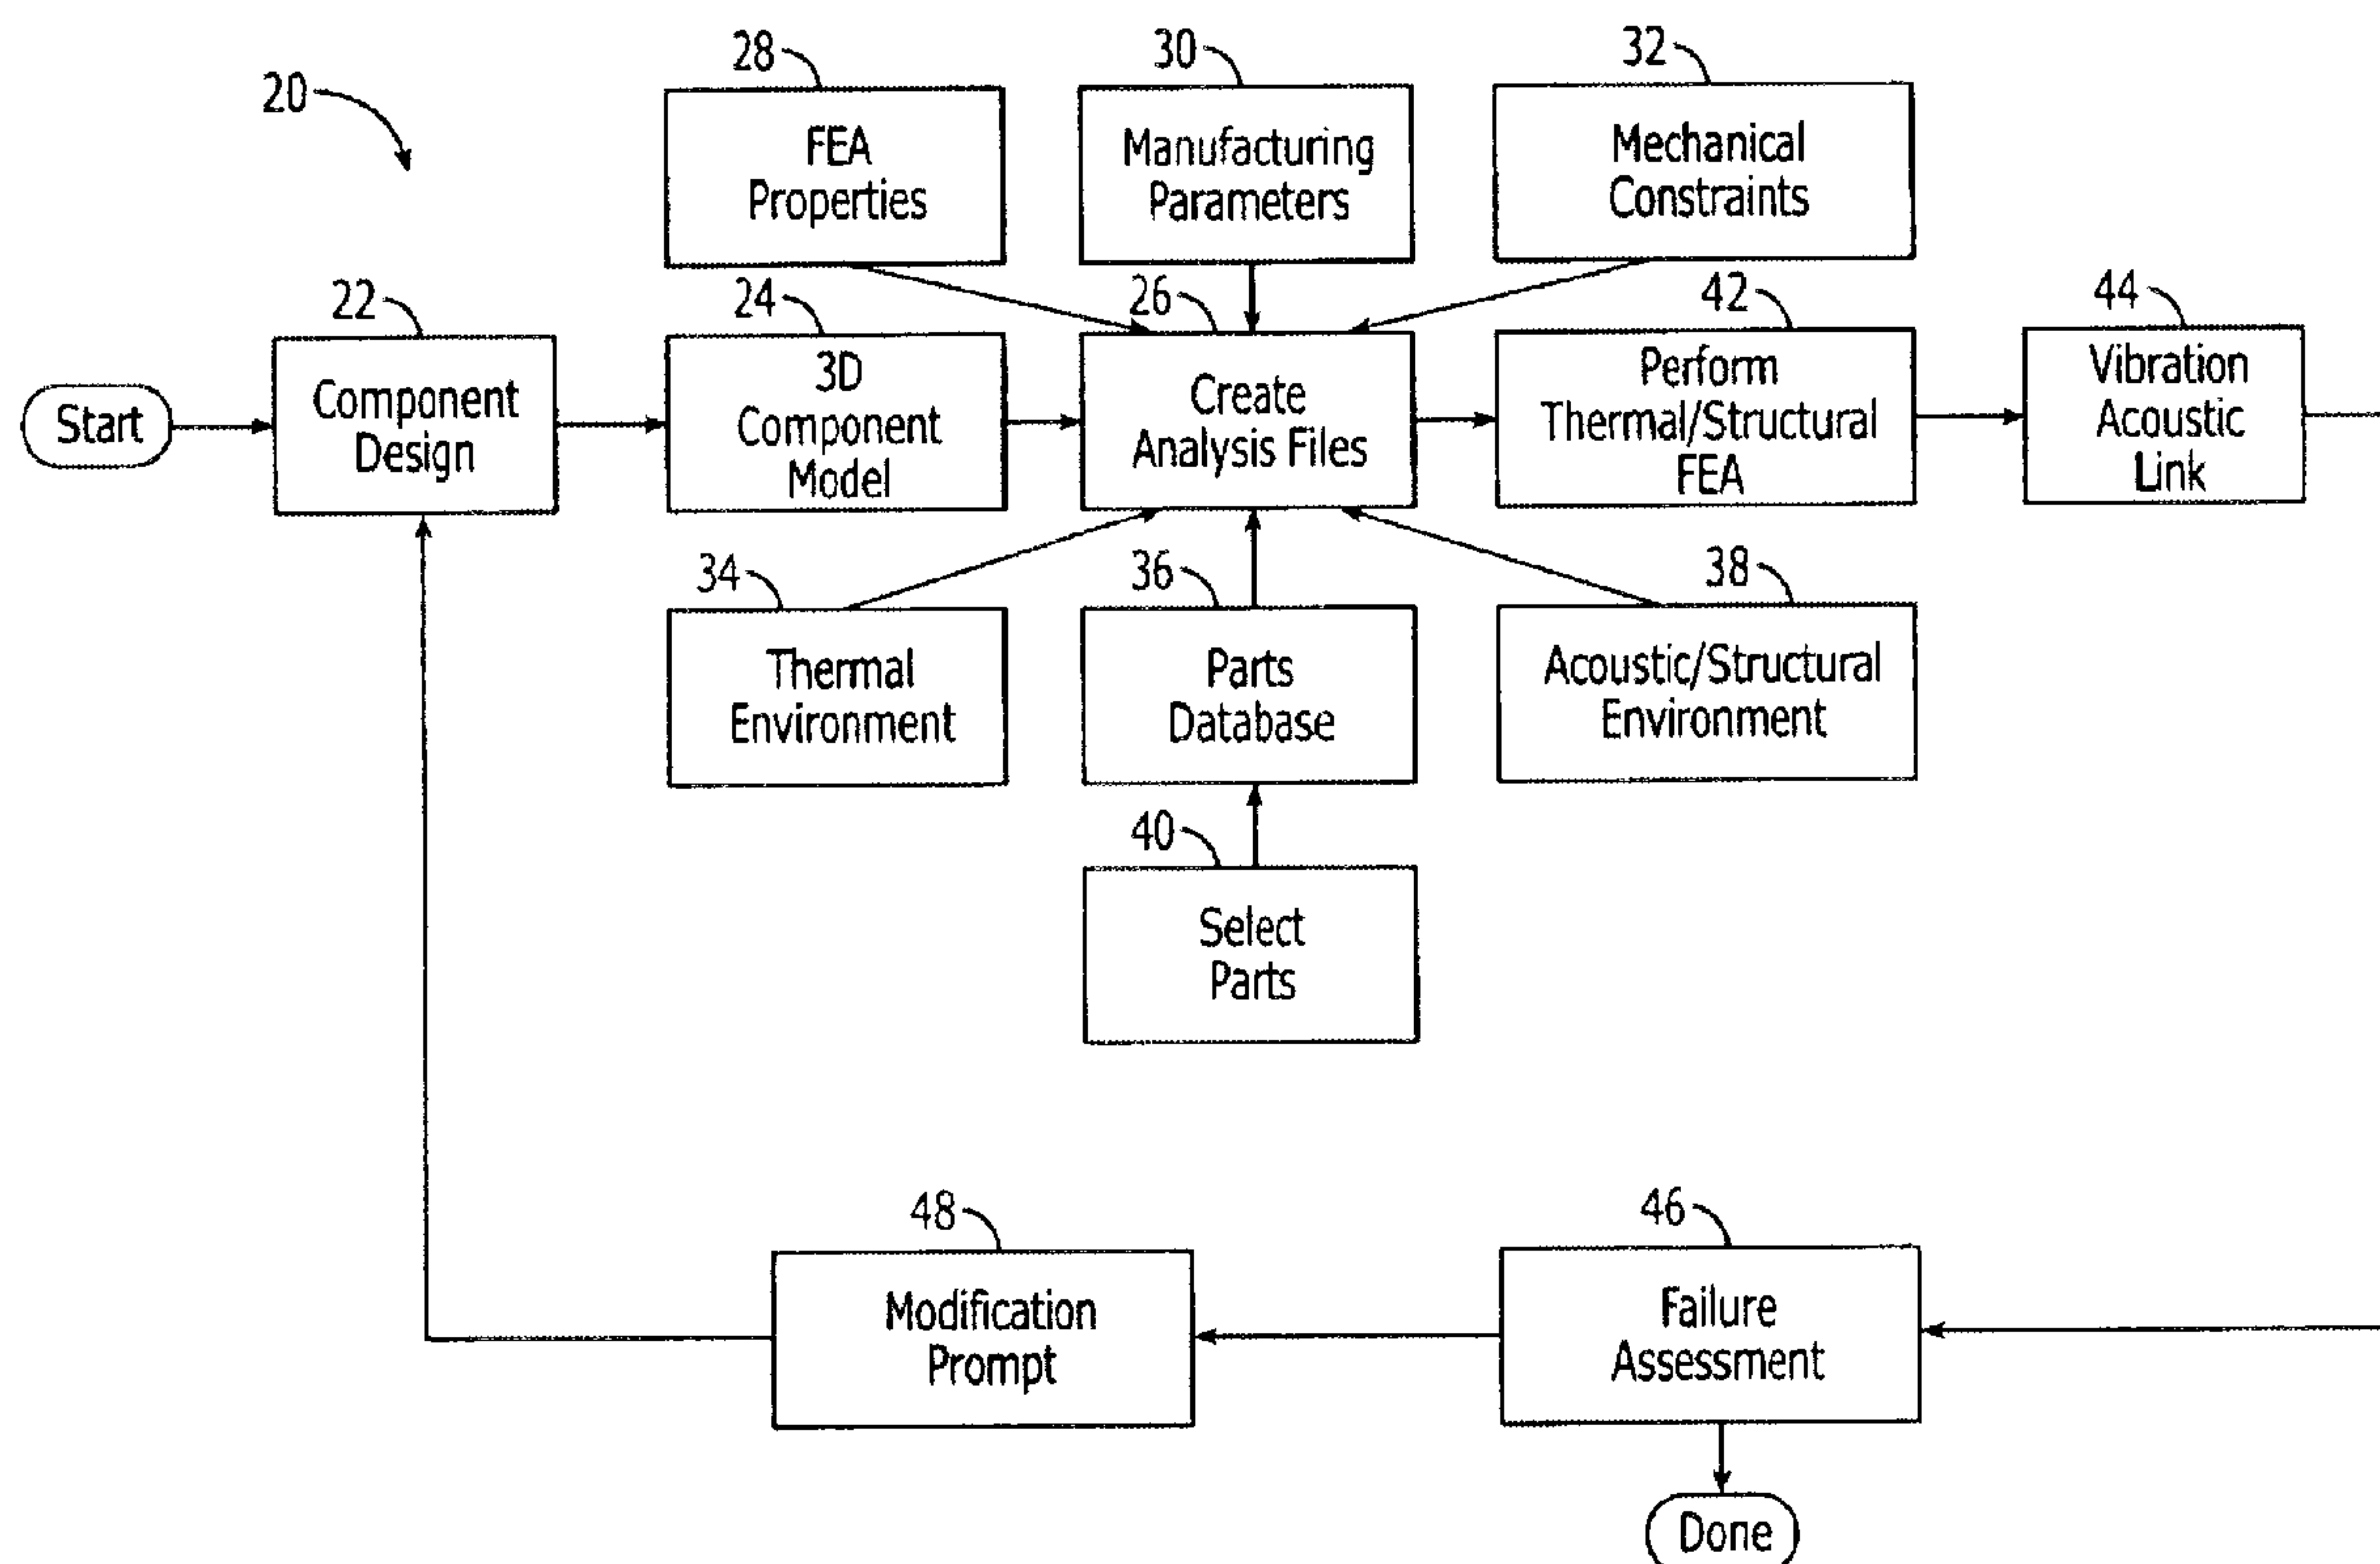 20
28
FEA
Properties
30
Manufacturing
Parameters
32
Mechanical
Constraints
Start
22
Component
Design
24
3D
Component
Model
26
Create
Analysis Files
42
Perform
Thermal/Structural
FEA
44
Vibration
Acoustic
Link
34
Thermal
Environment
36
Parts
Database
38
Acoustic/Structural
Environment
40
Select
Parts
48
Modification
Prompt
46
Failure
Assessment
Done